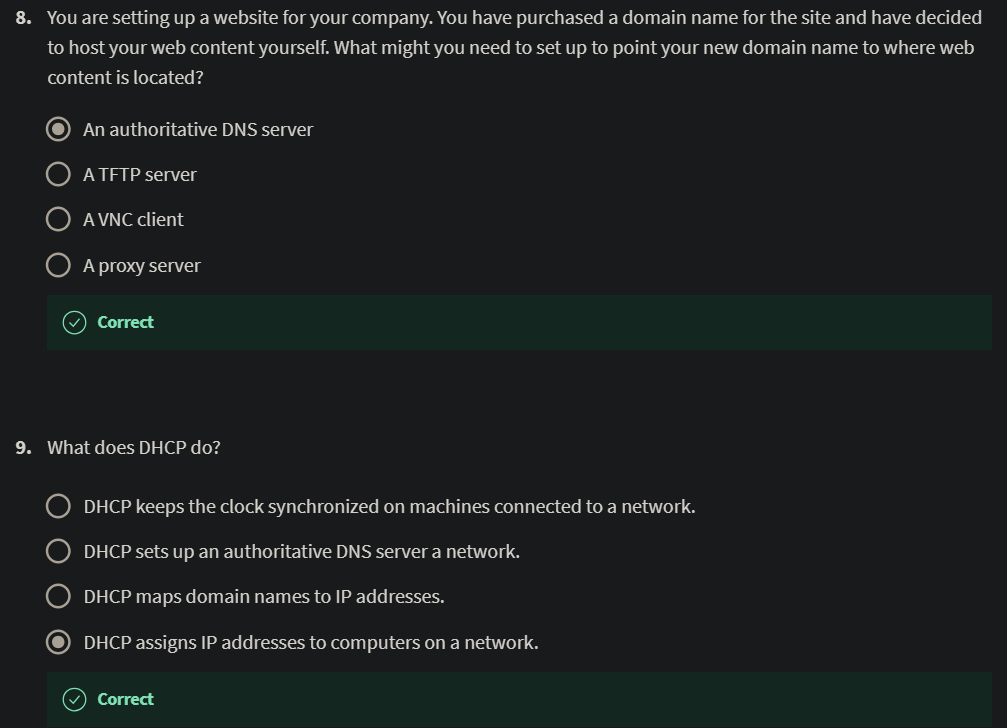 8. You are setting up a website for your company. You have purchased a domain name for the site and have decided
to host your web content yourself. What might you need to set up to point your new domain name to where web
content is located?
An authoritative DNS server
A TFTP server
A VNC client
A proxy server
Correct
9. What does DHCP do?
DHCP keeps the clock synchronized on machines connected to a network.
DHCP sets up an authoritative DNS server a network.
DHCP maps domain names to IP addresses.
DHCP assigns IP addresses to computers on a network.
Correct